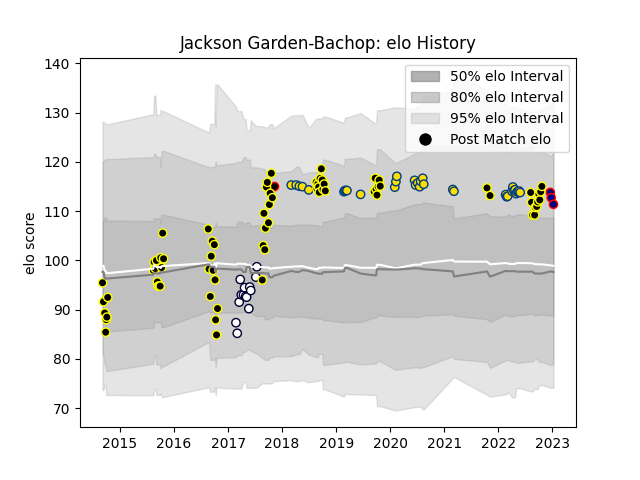 Jackson Garden-Bachop: elo History
50% elo Interval
80% elo Interval
95% elo Interval
Post Match elo
elo score
140
130
120
110
100
90
80
70
2015 2016 2017 2018 2019 2020 2021 2022 2023